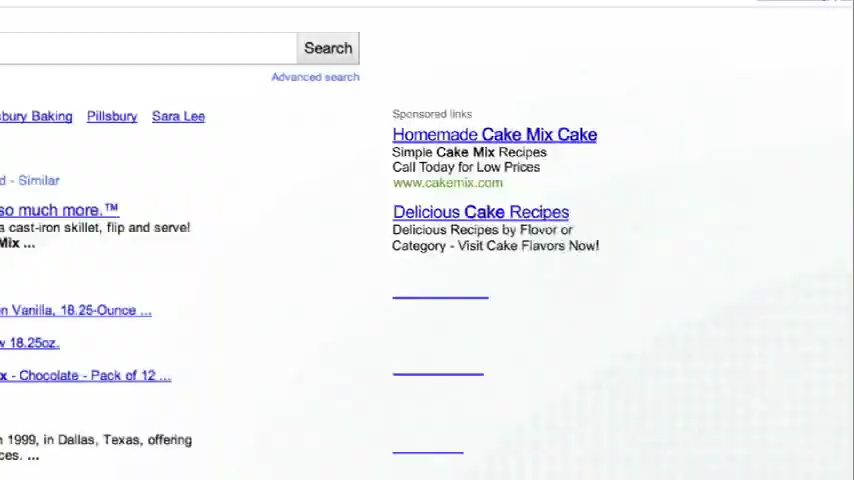 Search
Advanced search
sbury Baking Pillsbury Sara Lee
d - Similar
so much more.™
a cast-iron skillet, flip and serve!
Mix ...
n Vanilla, 18.25-Ounce ...
w 18.25oz.
x - Chocolate - Pack of 12 ...
n 1999, in Dallas, Texas, offering
ces. ...
Sponsored links
Homemade Cake Mix Cake
Simple Cake Mix Recipes
Call Today for Low Prices
www.cakemix.com
Delicious Cake Recipes
Delicious Recipes by Flovor or
Category - Visit Cake Flavors Now!